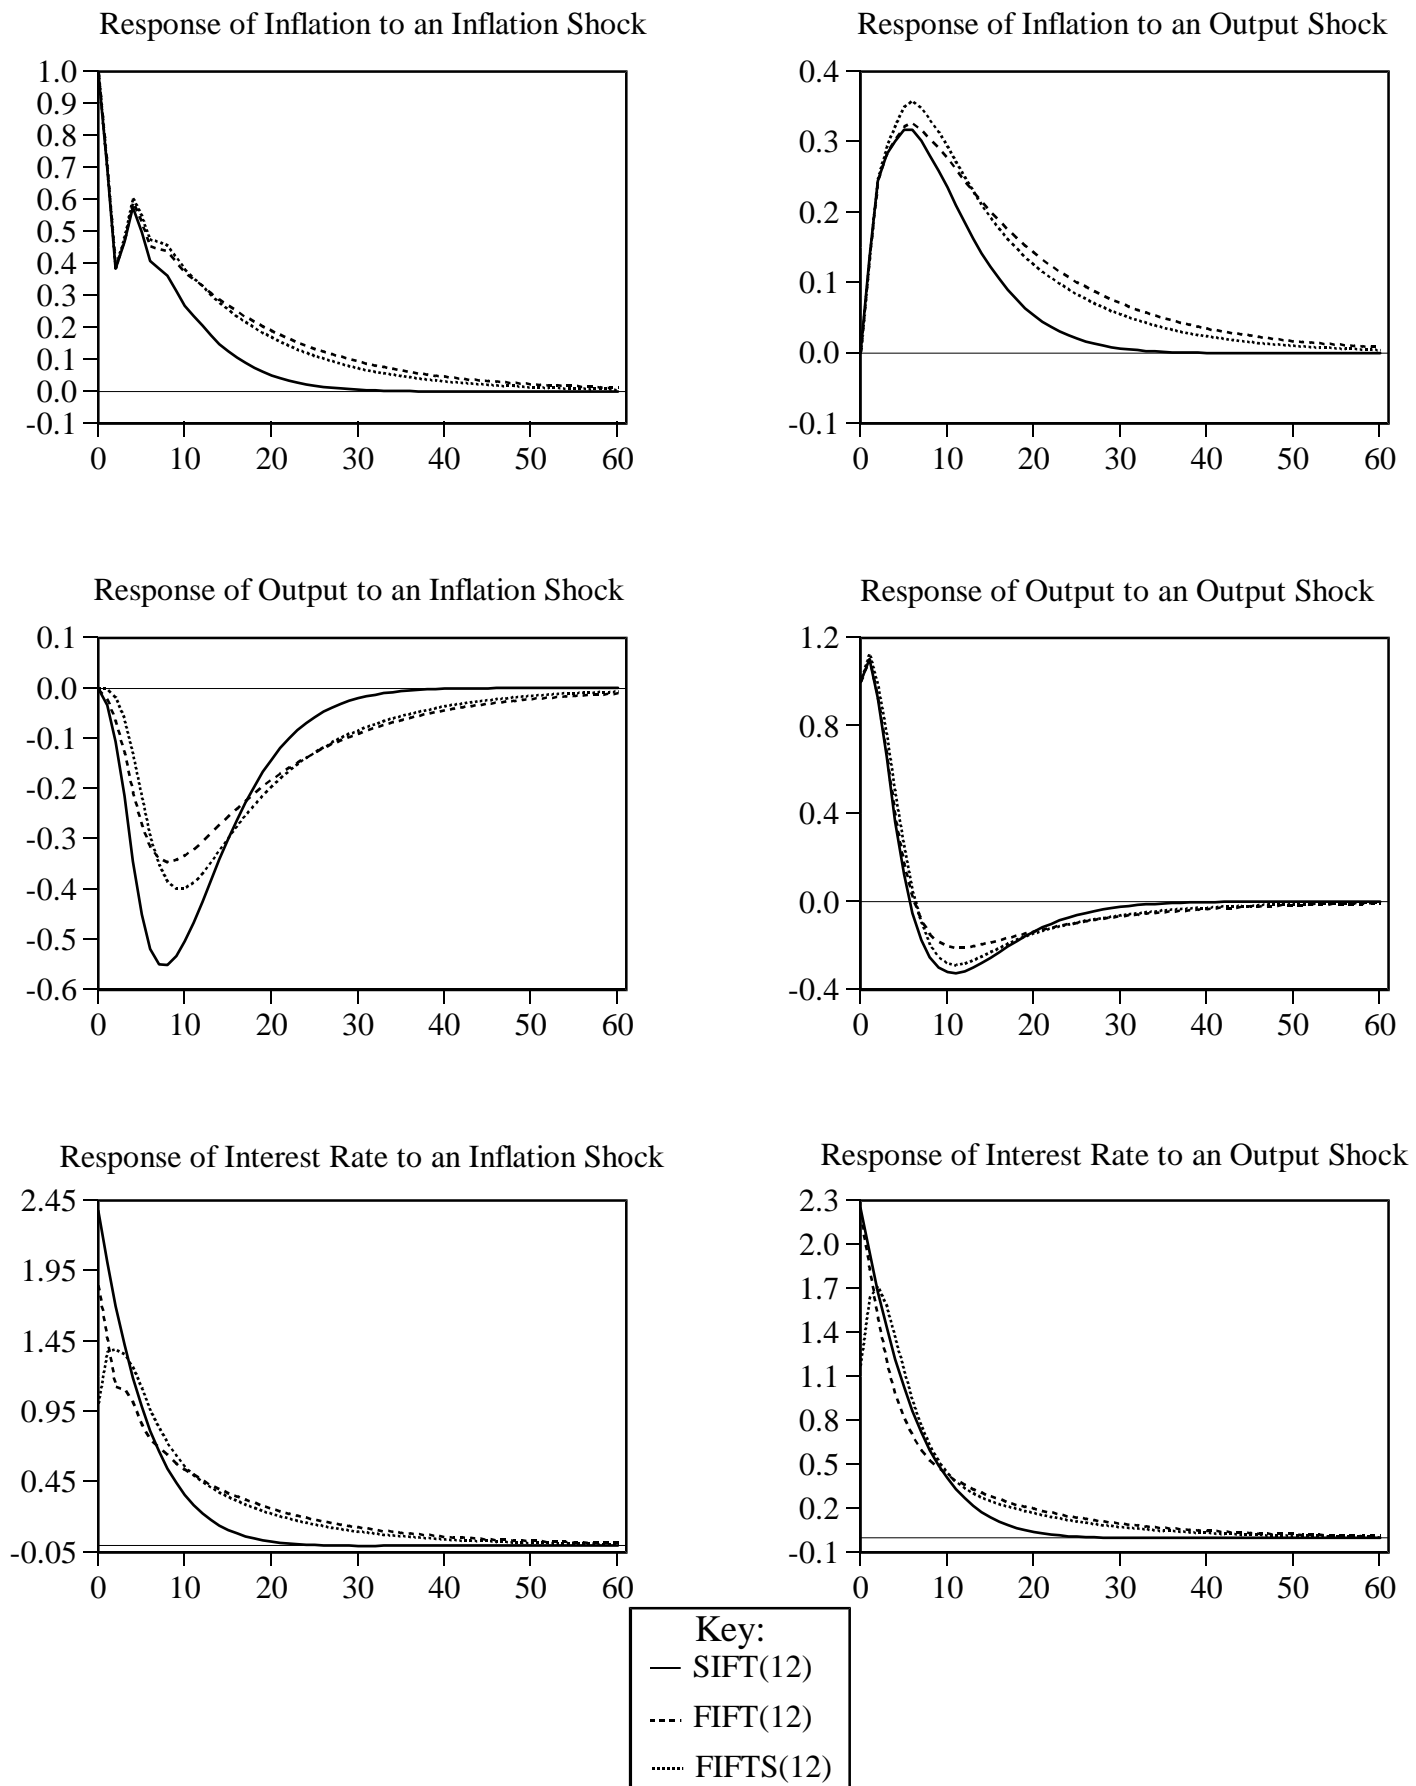 Response of Inflation to an Inflation Shock
1.0
0.9
0.8
0.7
0.6
0.5
0.4
0.3
0.2
0.1
0.0
-0.1
0 10 20 30 40 50 60
Response of Inflation to an Output Shock
0.4
0.3
0.2
0.1
0.0
-0.1
0 10 20 30 40 50 60
Response of Output to an Inflation Shock
0.1
0.0
-0.1
-0.2
-0.3
-0.4
-0.5
-0.6
0 10 20 30 40 50 60
Response of Output to an Output Shock
1.2
0.8
0.4
0.0
-0.4
0 10 20 30 40 50 60
Response of Interest Rate to an Inflation Shock
2.45
1.95
1.45
0.95
0.45
-0.05
0 10 20 30 40 50 60
Response of Interest Rate to an Output Shock
2.3
2.0
1.7
1.4
1.1
0.8
0.5
0.2
-0.1
0 10 20 30 40 50 60
Key:
SIFT(12)
FIFT(12)
FIFTS(12)